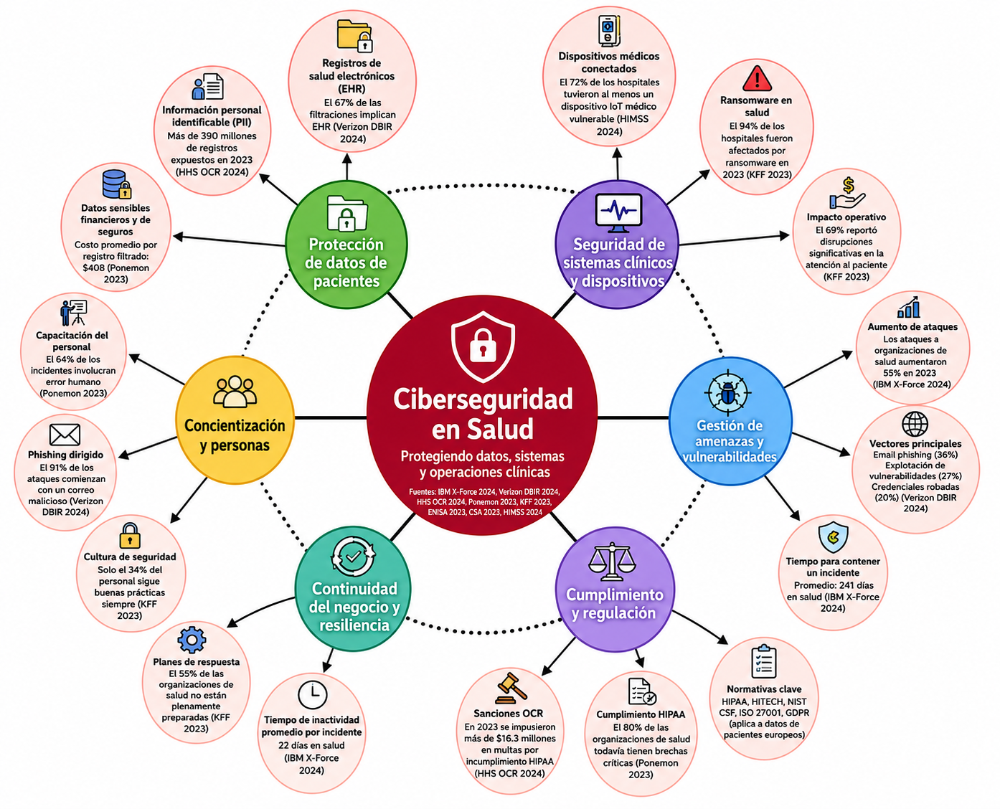 Ciberseguridad
en Salud
Protegiendo datos, sistemas
y operaciones clínicas
Fuentes: IBM X-Force 2024, Verizon DBIR 2024,
HHS OCR 2024, Ponemon 2023, KFF 2023,
ENISA 2023, CSA 2023, HIMSS 2024
Protección
de datos de
pacientes
Registros de
salud electrónicos
(EHR)
El 67% de las
filtraciones implican
EHR (Verizon DBIR
2024)
Información personal
identificable (PII)
Más de 390 millones
de registros
expuestos en 2023
(HHS OCR 2024)
Datos sensibles
financieros y de
seguros
Costo promedio por
registro filtrado:
$408 (Ponemon
2023)
Seguridad de
sistemas clínicos
y dispositivos
Dispositivos médicos
conectados
El 72% de los hospitales
tuvieron al menos un
dispositivo IoT médico
vulnerable (HIMSS
2024)
Ransomware en
salud
El 94% de los
hospitales fueron
afectados por
ransomware en
2023 (KFF 2023)
Impacto operativo
El 69% reportó
disrupciones
significativas en la
atención al paciente
(KFF 2023)
Gestión de
amenazas y
vulnerabilidades
Aumento de ataques
Los ataques a
organizaciones de
salud aumentaron
55% en 2023
(IBM X-Force 2024)
Vectores principales
Email phishing (36%)
Explotación de
vulnerabilidades (27%)
Credenciales robadas
(20%) (Verizon DBIR
2024)
Tiempo para contener
un incidente
Promedio: 241 días
en salud (IBM X-Force
2024)
Cumplimiento
y regulación
Normativas clave
HIPAA, HITECH, NIST
CSF, ISO 27001, GDPR
(aplica a datos de
pacientes europeos)
Cumplimiento HIPAA
El 80% de las
organizaciones de salud
todavía tienen brechas
críticas (Ponemon
2023)
Sanciones OCR
En 2023 se impusieron
más de $16.3 millones
en multas por
incumplimiento HIPAA
(HHS OCR 2024)
Continuidad
del negocio y
resiliencia
Tiempo de inactividad
promedio por incidente
22 días en salud
(IBM X-Force
2024)
Planes de respuesta
El 55% de las
organizaciones de
salud no están
plenamente
preparadas (KFF
2023)
Concientización
y personas
Capacitación del
personal
El 64% de los
incidentes involucran
error humano
(Ponemon 2023)
Phishing dirigido
El 91% de los
ataques comienzan
con un correo
malicioso (Verizon
DBIR 2024)
Cultura de seguridad
Solo el 34% del
personal sigue
buenas prácticas
siempre (KFF
2023)